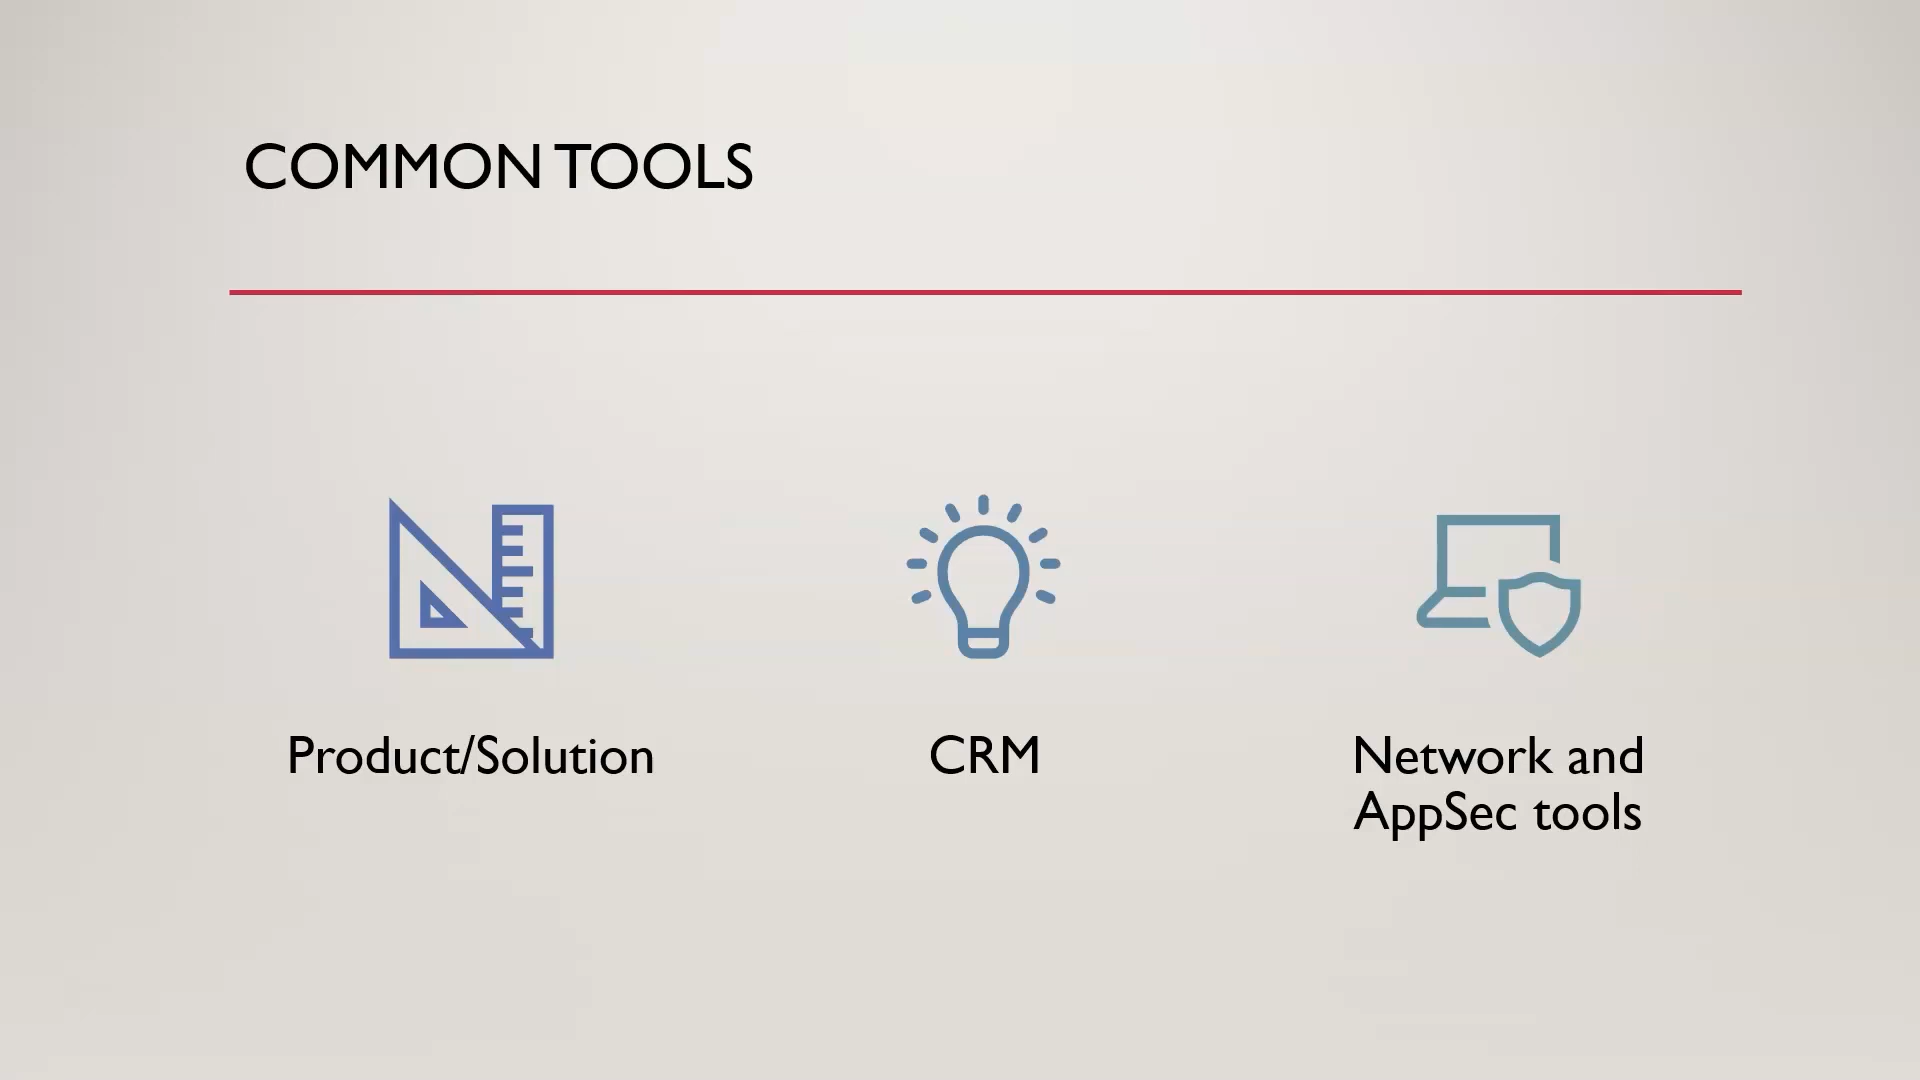 COMMON TOOLS
Product/Solution
CRM
Network and
AppSec tools